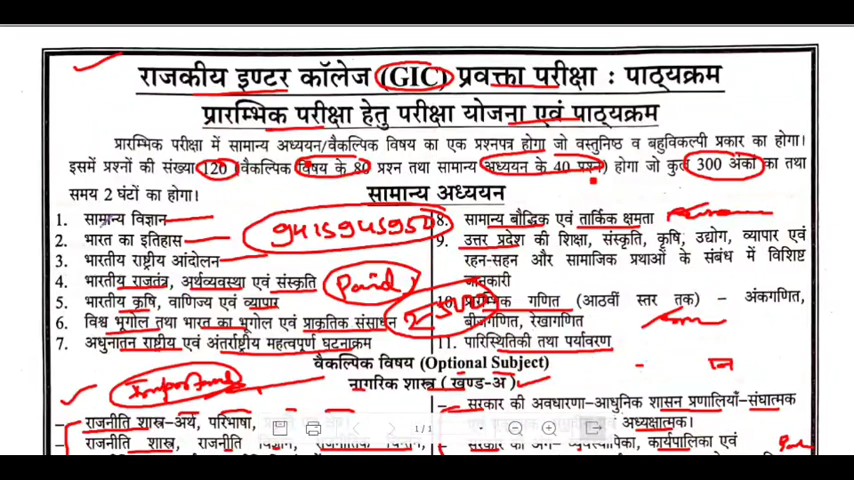 राजकीय इण्टर कॉलेज (GIC) प्रवक्ता परीक्षा : पाठ्यक्रम
प्रारम्भिक परीक्षा हेतु परीक्षा योजना एवं पाठ्यक्रम
प्रारम्भिक परीक्षा में सामान्य अध्ययन/वैकल्पिक विषय का एक प्रश्नपत्र होगा जो वस्तुनिष्ठ व बहुविकल्पी प्रकार का होगा।
इसमें प्रश्नों की संख्या 120 (वैकल्पिक विषय के 80 प्रश्न तथा सामान्य अध्ययन के 40 प्रश्न) होगा जो कुल 300 अंकों का तथा
समय 2 घंटों का होगा।
सामान्य अध्ययन
1. सामान्य विज्ञान
2. भारत का इतिहास
3. भारतीय राष्ट्रीय आंदोलन
4. भारतीय राजतंत्र, अर्थव्यवस्था एवं संस्कृति
5. भारतीय कृषि, वाणिज्य एवं व्यापार
6. विश्व भूगोल तथा भारत का भूगोल एवं प्राकृतिक संसाधन
7. अधुनातन राष्ट्रीय एवं अंतर्राष्ट्रीय महत्वपूर्ण घटनाक्रम
8. सामान्य बौद्धिक एवं तार्किक क्षमता
9. उत्तर प्रदेश की शिक्षा, संस्कृति, कृषि, उद्योग, व्यापार एवं
रहन-सहन और सामाजिक प्रथाओं के संबंध में विशिष्ट
जानकारी
10. प्रारम्भिक गणित (आठवीं स्तर तक) – अंकगणित,
बीजगणित, रेखागणित
11. पारिस्थितिकी तथा पर्यावरण
Paid
वैकल्पिक विषय (Optional Subject)
नागरिक शास्त्र (खण्ड-अ)
Important
– राजनीति शास्त्र-अर्थ, परिभाषा,
– राजनीति शास्त्र, राजनीति विज्ञान, राजनीतिक चिन्तन,
– सरकार की अवधारणा-आधुनिक शासन प्रणालियाँ-संघात्मक
अध्यक्षात्मक।
– सरकार के अंग- व्यवस्थापिका, कार्यपालिका एवं
1/1